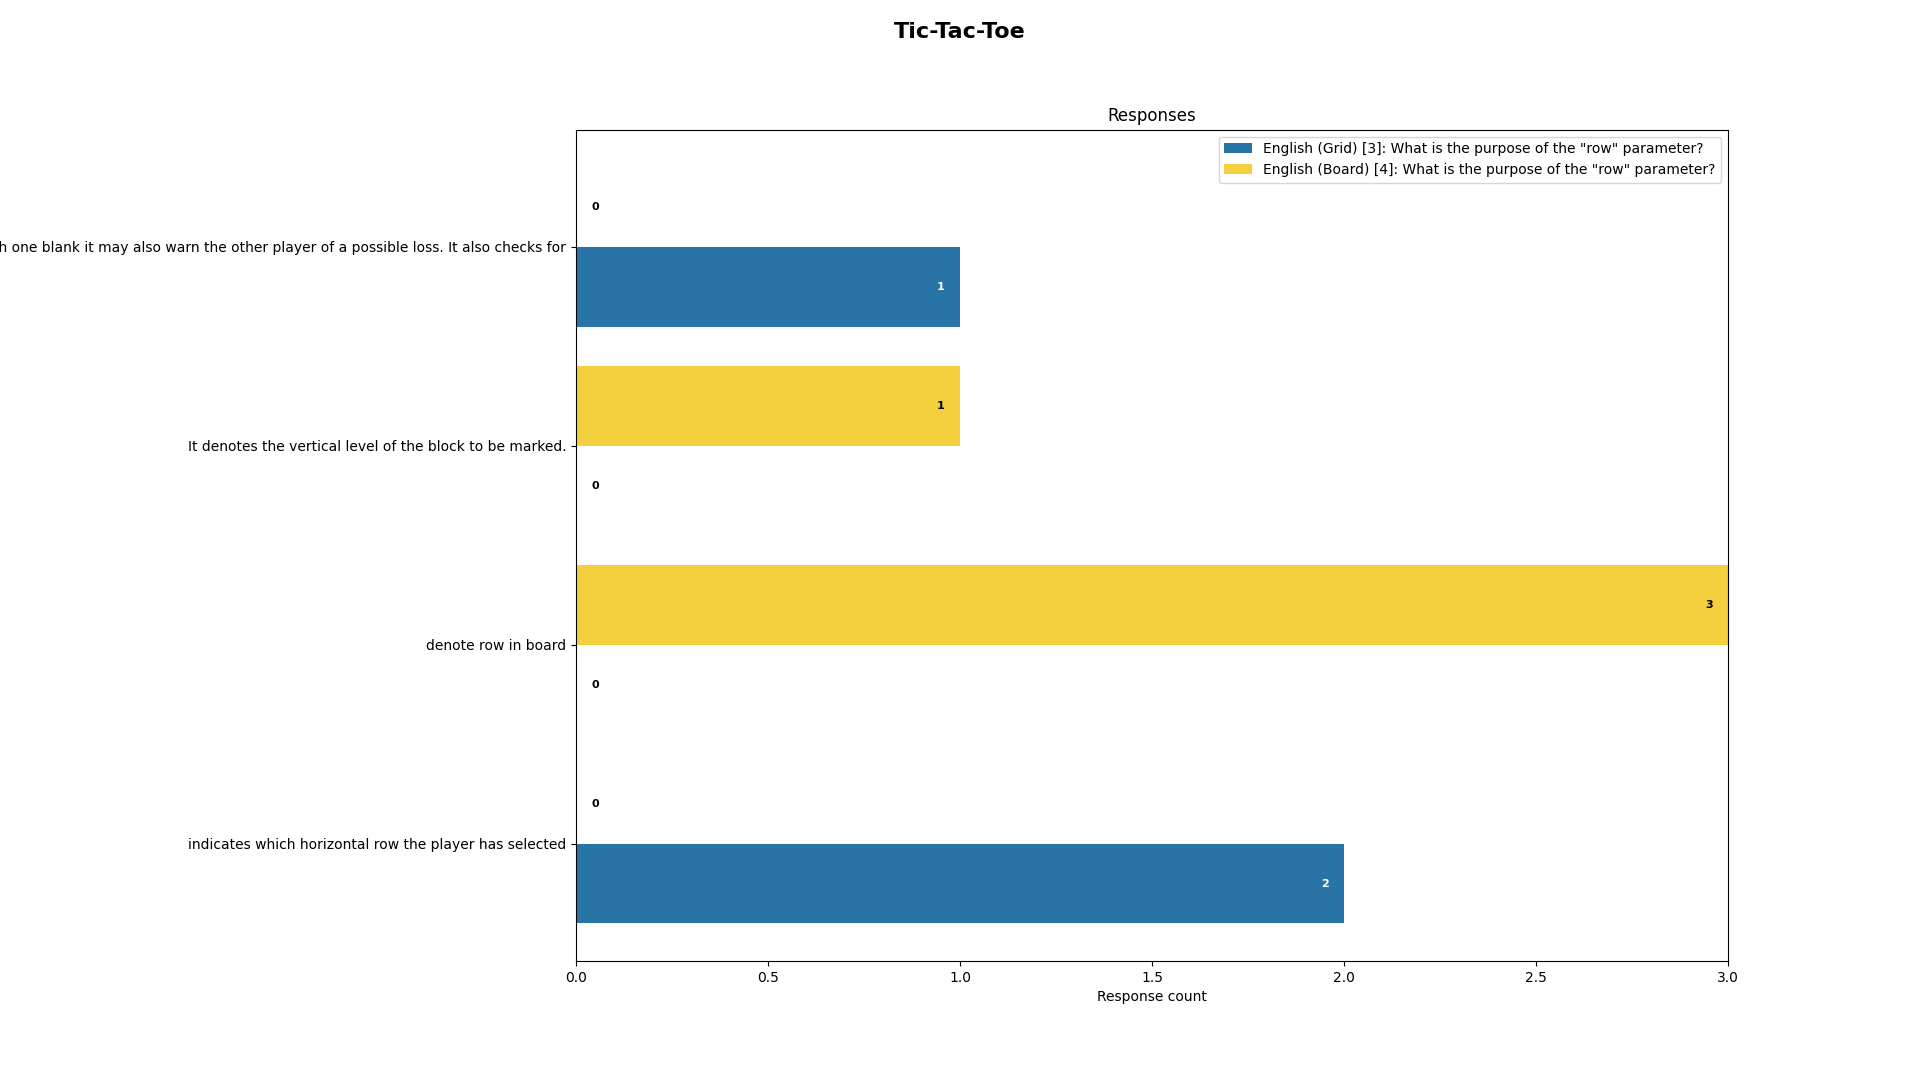 Tic-Tac-Toe
Responses
English (Grid) [3]: What is the purpose of the "row" parameter?
English (Board) [4]: What is the purpose of the "row" parameter?
0
one blank it may also warn the other player of a possible loss. It also checks for
1
1
It denotes the vertical level of the block to be marked.
0
3
denote row in board
0
0
indicates which horizontal row the player has selected
2
0.0 0.5 1.0 1.5 2.0 2.5 3.0
Response count